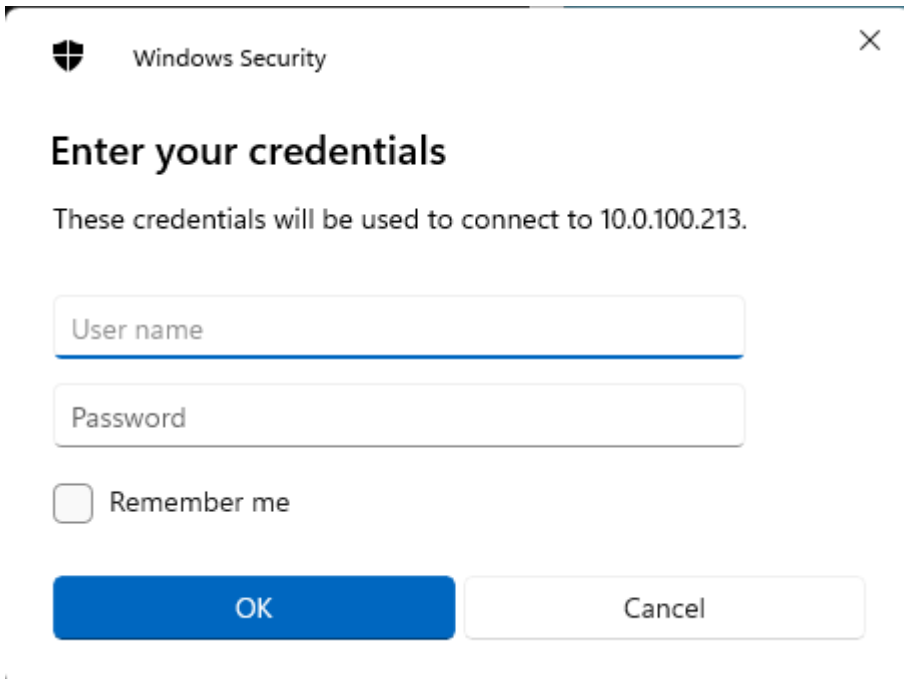 Windows Security
Enter your credentials
These credentials will be used to connect to 10.0.100.213.
User name
Password
Remember me
OK
Cancel